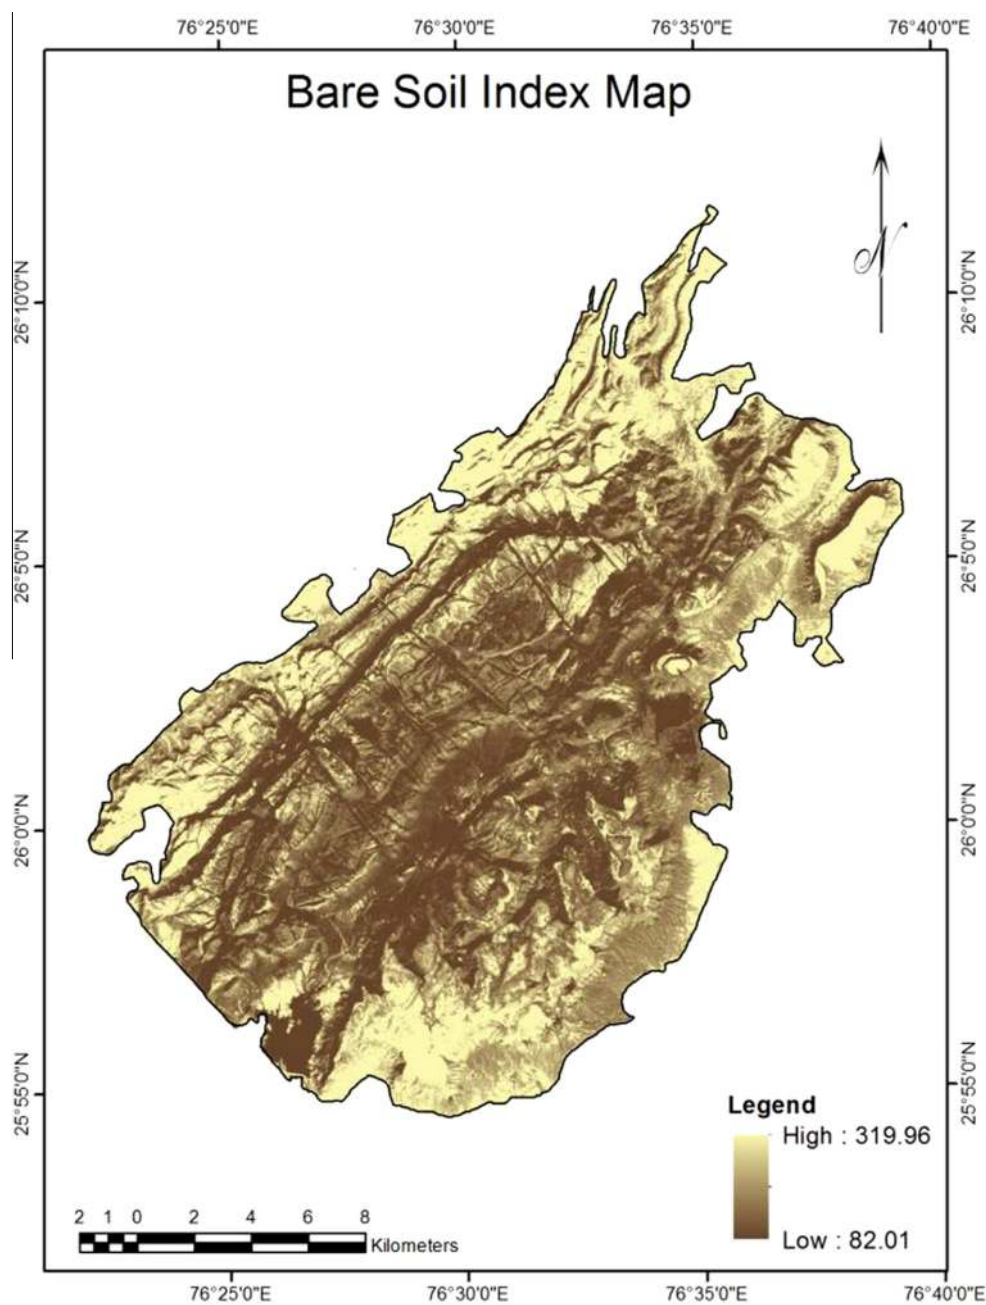 76°25'0"E 76°30'0"E 76°35'0"E 76°40'0"E
Bare Soil Index Map
N
26°10'0"N 26°10'0"N
26°5'0"N 26°5'0"N
26°0'0"N 26°0'0"N
25°55'0"N 25°55'0"N
Legend
High : 319.96
Low : 82.01
2 1 0 2 4 6 8
Kilometers
76°25'0"E 76°30'0"E 76°35'0"E 76°40'0"E